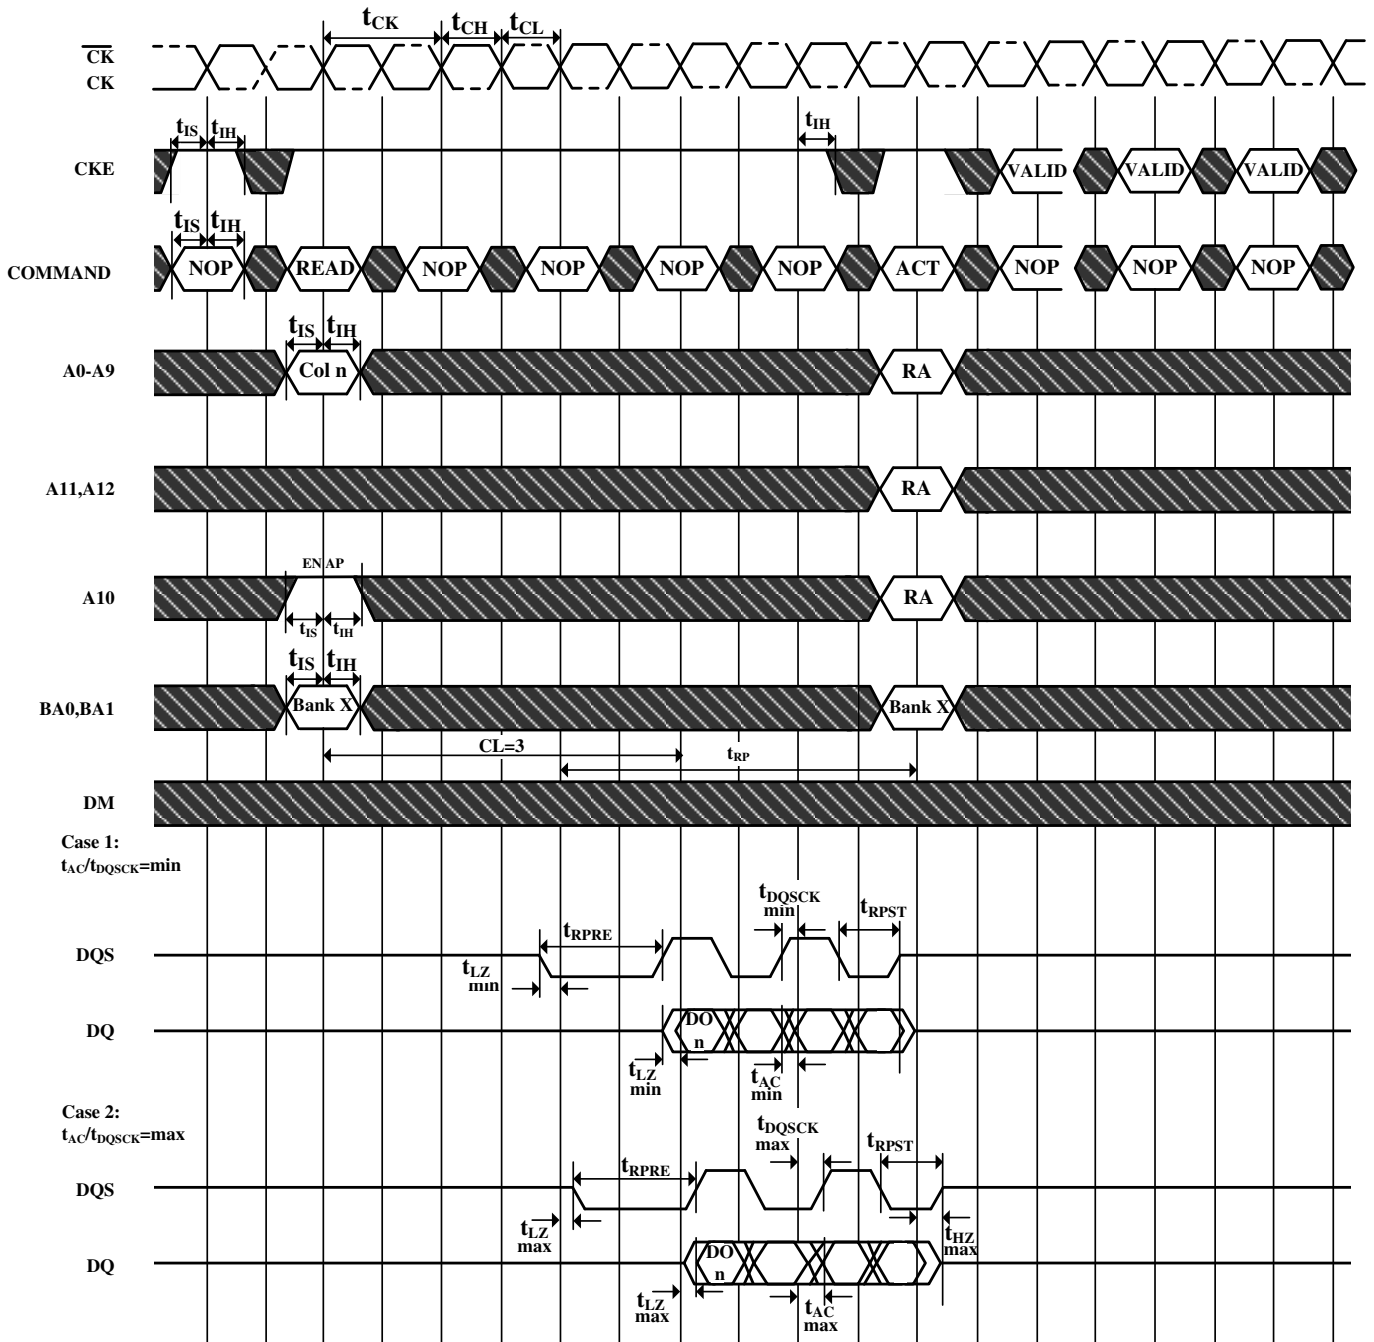 tCK tCH tCL
CK
CK
tIS tIH tIH
CKE VALID VALID VALID
tIS tIH
COMMAND NOP READ NOP NOP NOP NOP ACT NOP NOP NOP
tIS tIH
A0-A9 Col n RA
A11,A12 RA
EN AP
A10 RA
tIS tIH
tIS tIH
BA0,BA1 Bank X Bank X
CL=3 tRP
DM
Case 1:
tAC/tDQSCK=min
tDQSCK
min
tRPST
tRPRE
DQS
tLZ
min
DQ DO
n
tLZ
min
tAC
min
Case 2:
tAC/tDQSCK=max
tDQSCK
max
tRPST
tRPRE
DQS
tLZ
max
tHZ
max
DQ DO
n
tLZ
max
tAC
max